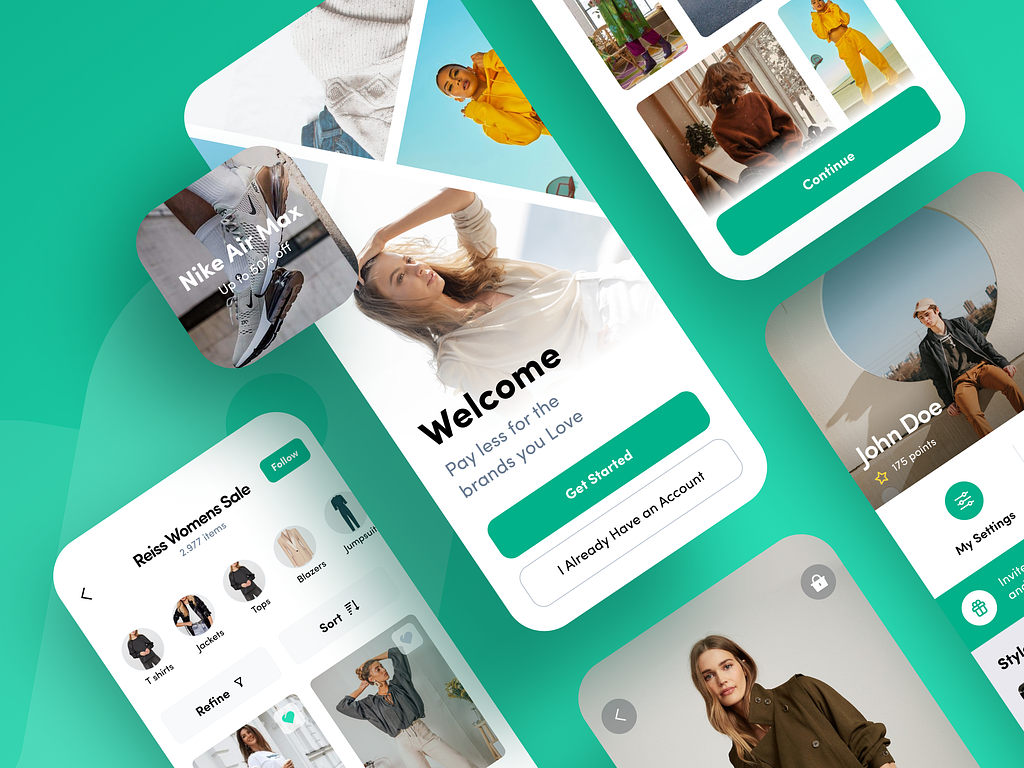 Continue
Nike Air Max
Up to 50% off
Welcome
Pay less for the
brands you Love
Get Started
I Already Have an Account
John Doe
175 points
My Settings
Invite
Style
Follow
Reiss Womens Sale
2,977 items
T shirts
Jackets
Tops
Blazers
Jumpsuit
Refine
Sort